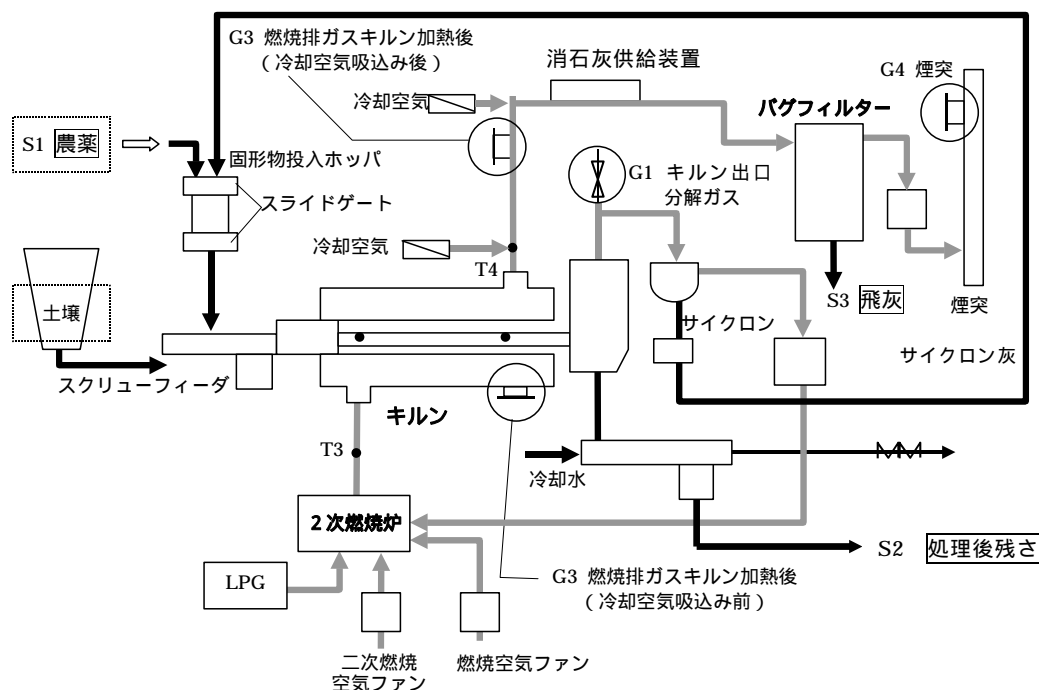 G3 燃焼排ガスキルン加熱後
（冷却空気吸込み後）
消石灰供給装置
G4 煙突
冷却空気
バグフィルター
S1 農薬
固形物投入ホッパ
G1 キルン出口
分解ガス
スライドゲート
冷却空気
T4
S3 飛灰
煙突
土壌
サイクロン
サイクロン灰
スクリューフィーダ
キルン
T3
冷却水
2次燃焼炉
S2 処理後残さ
LPG
G3 燃焼排ガスキルン加熱後
（冷却空気吸込み前）
二次燃焼
空気ファン
燃焼空気ファン